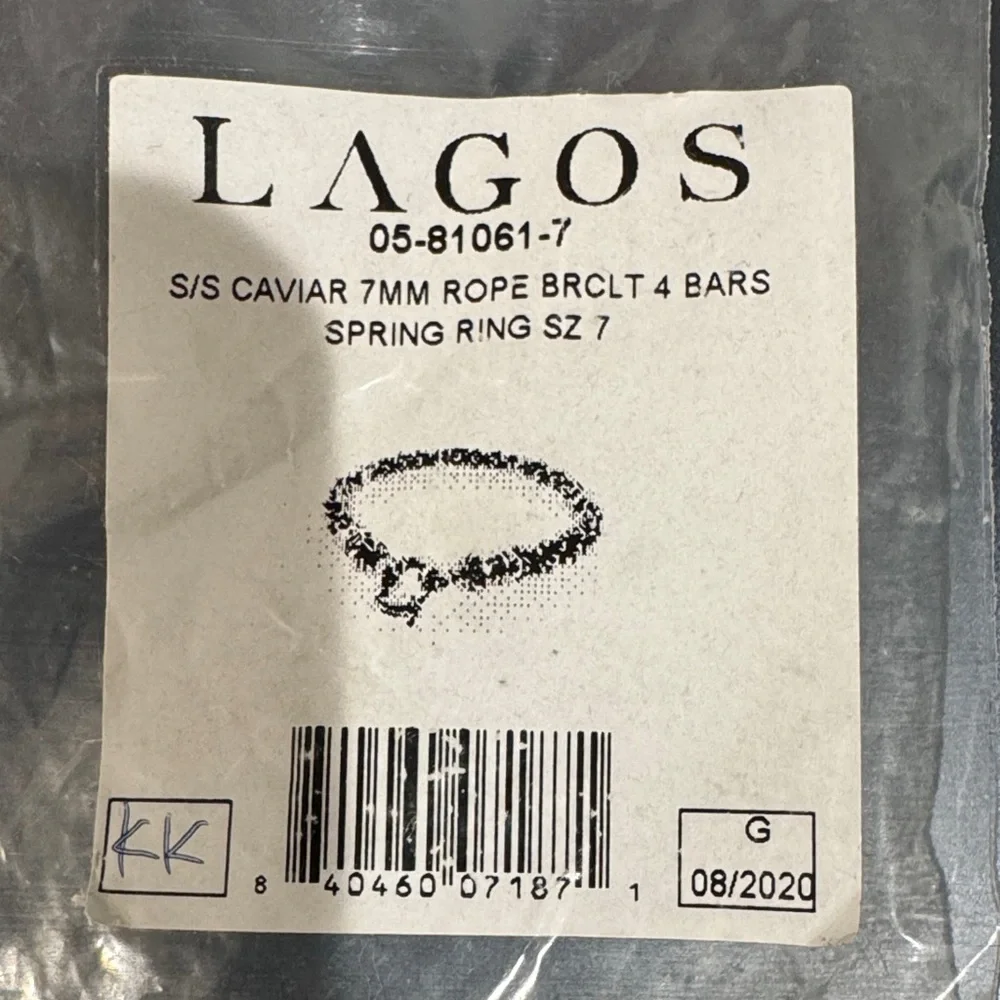 LAGOS
05-81061-7
S/S CAVIAR 7MM ROPE BRCLT 4 BARS
SPRING RING SZ 7
KK
8 40460 07187 1
G
08/2020